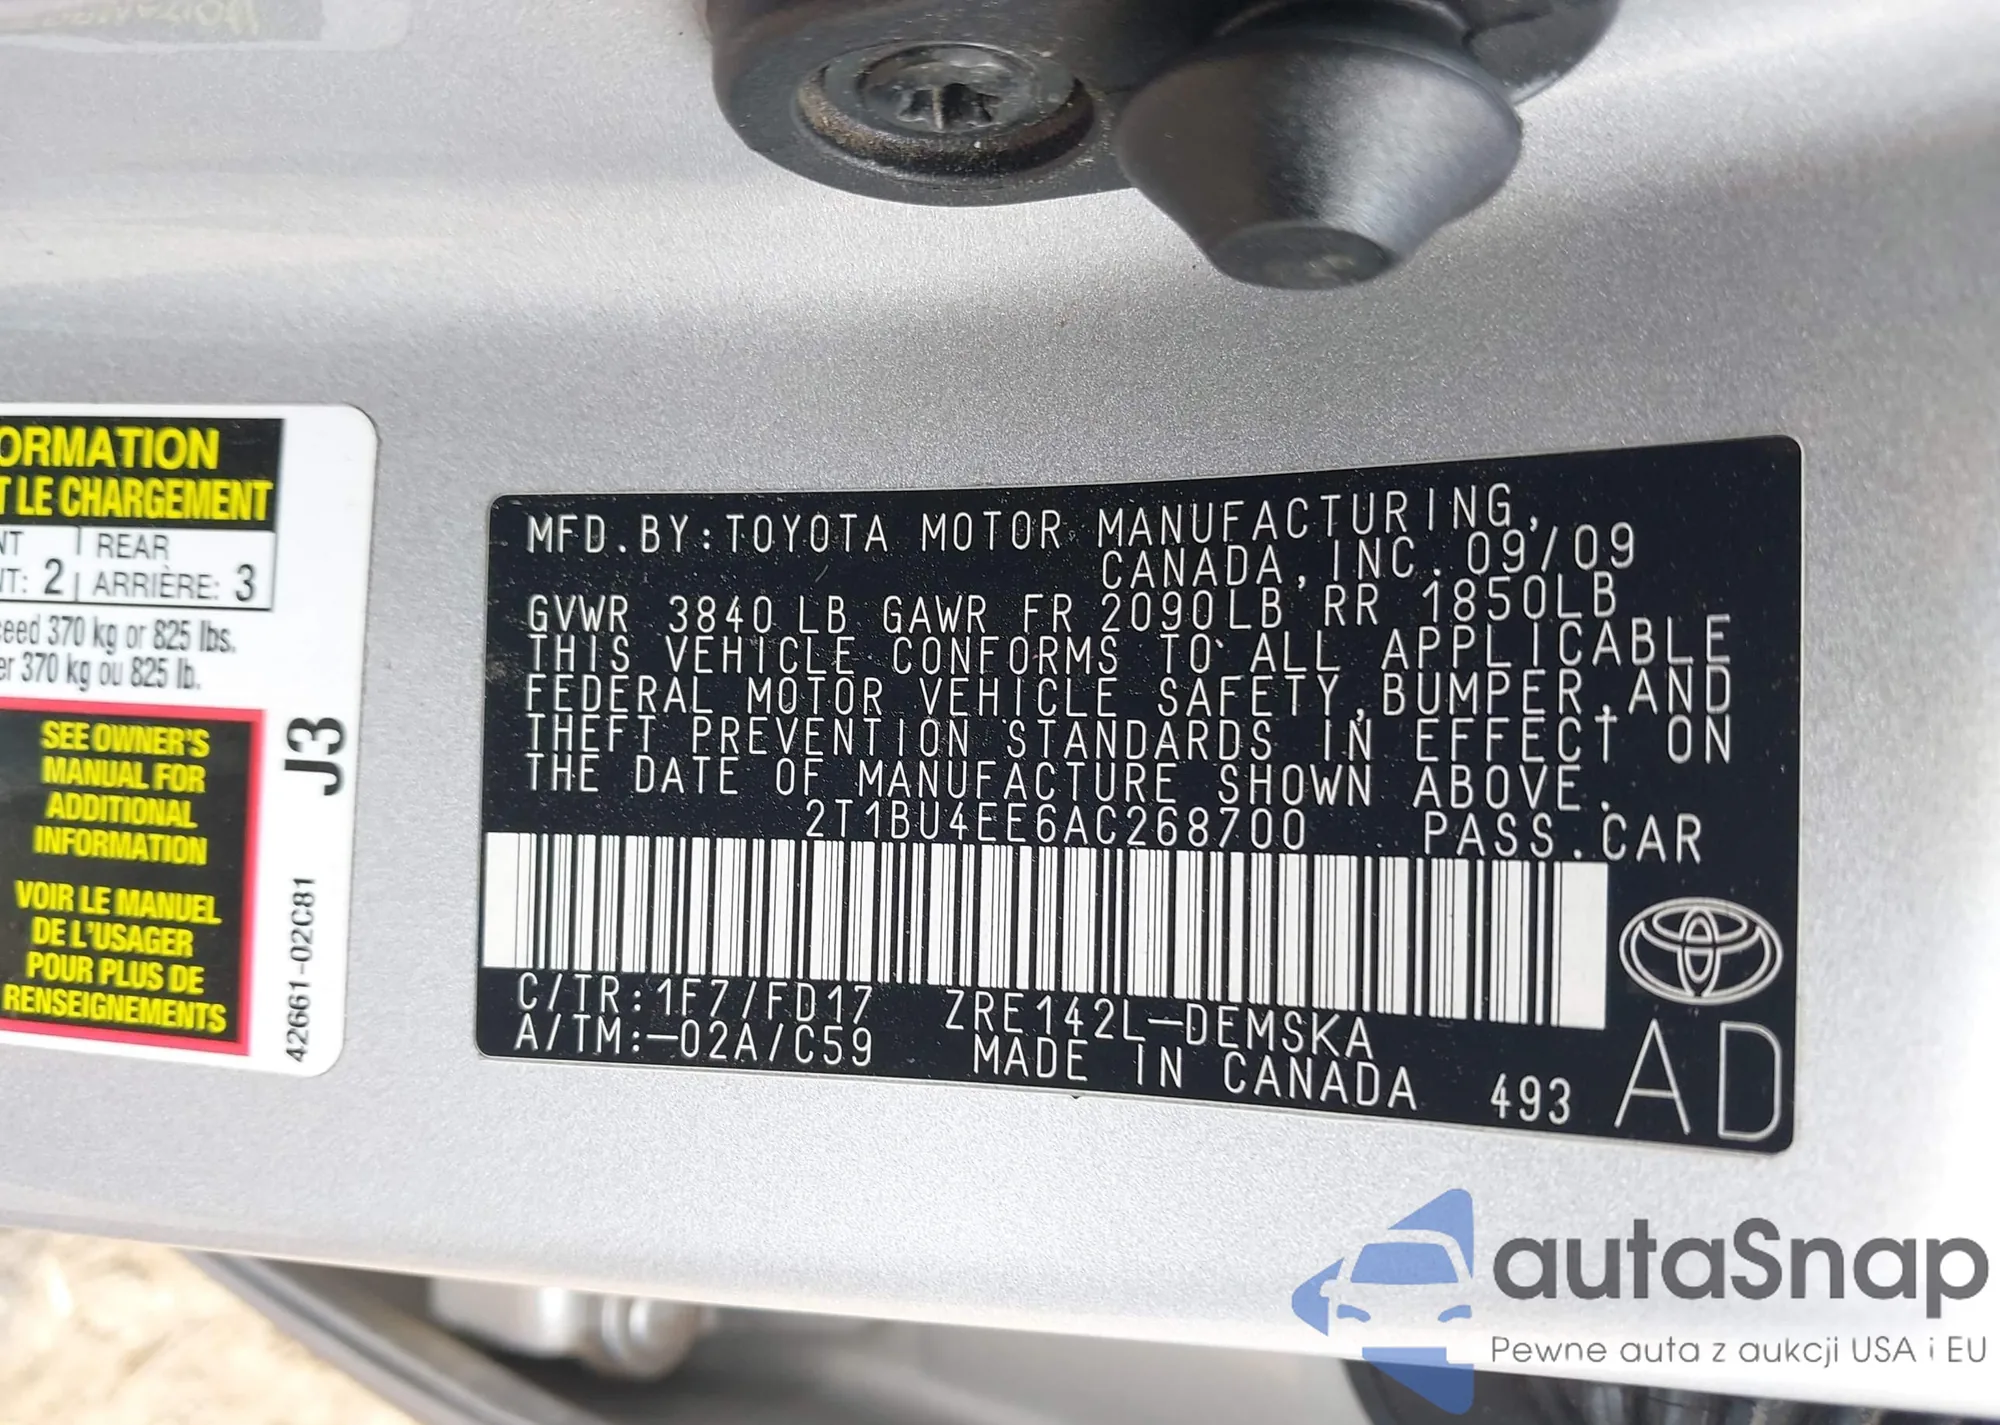 ORMATION
T LE CHARGEMENT
NT REAR
NT: 2 ARRIÈRE: 3
ceed 370 kg or 825 lbs.
er 370 kg ou 825 lb.
SEE OWNER'S
MANUAL FOR
ADDITIONAL
INFORMATION
VOIR LE MANUEL
DE L'USAGER
POUR PLUS DE
RENSEIGNEMENTS
J3
42661-02C81
MFD.BY:TOYOTA MOTOR MANUFACTURING,
CANADA,INC. 09/09
GVWR 3840 LB GAWR FR 2090LB RR 1850LB
THIS VEHICLE CONFORMS TO ALL APPLICABLE
FEDERAL MOTOR VEHICLE SAFETY,BUMPER,AND
THEFT PREVENTION STANDARDS IN EFFECT ON
THE DATE OF MANUFACTURE SHOWN ABOVE.
2T1BU4EE6AC268700 PASS.CAR
C/TR:1F7/FD17 ZRE142L-DEMSKA
A/TM:-02A/C59 MADE IN CANADA 493
AD
autaSnap
Pewne auta z aukcji USA i EU